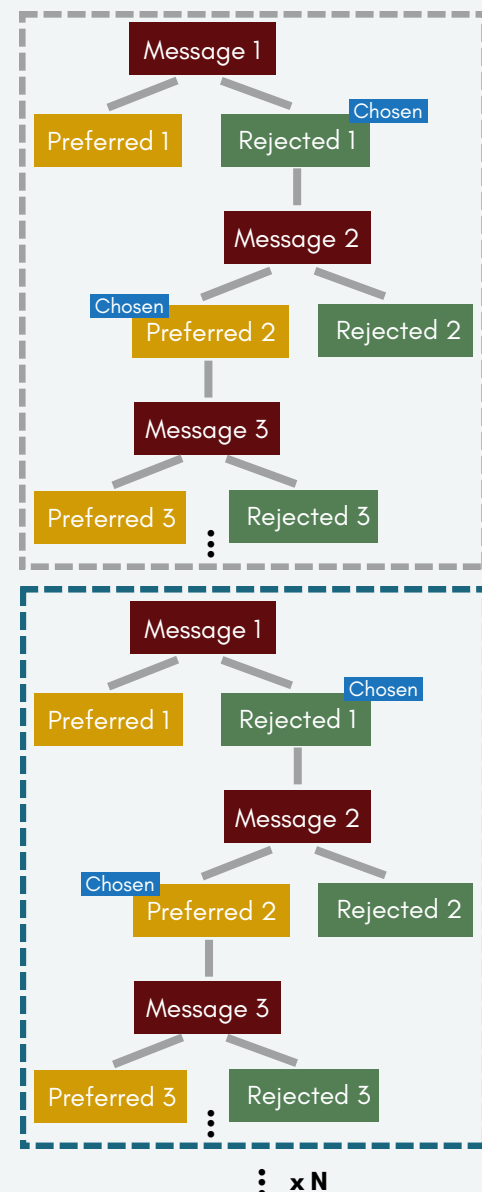 Message 1
Chosen
Preferred 1
Rejected 1
Message 2
Chosen
Preferred 2
Rejected 2
Message 3
Preferred 3
Rejected 3
Message 1
Chosen
Preferred 1
Rejected 1
Message 2
Chosen
Preferred 2
Rejected 2
Message 3
Preferred 3
Rejected 3
x N